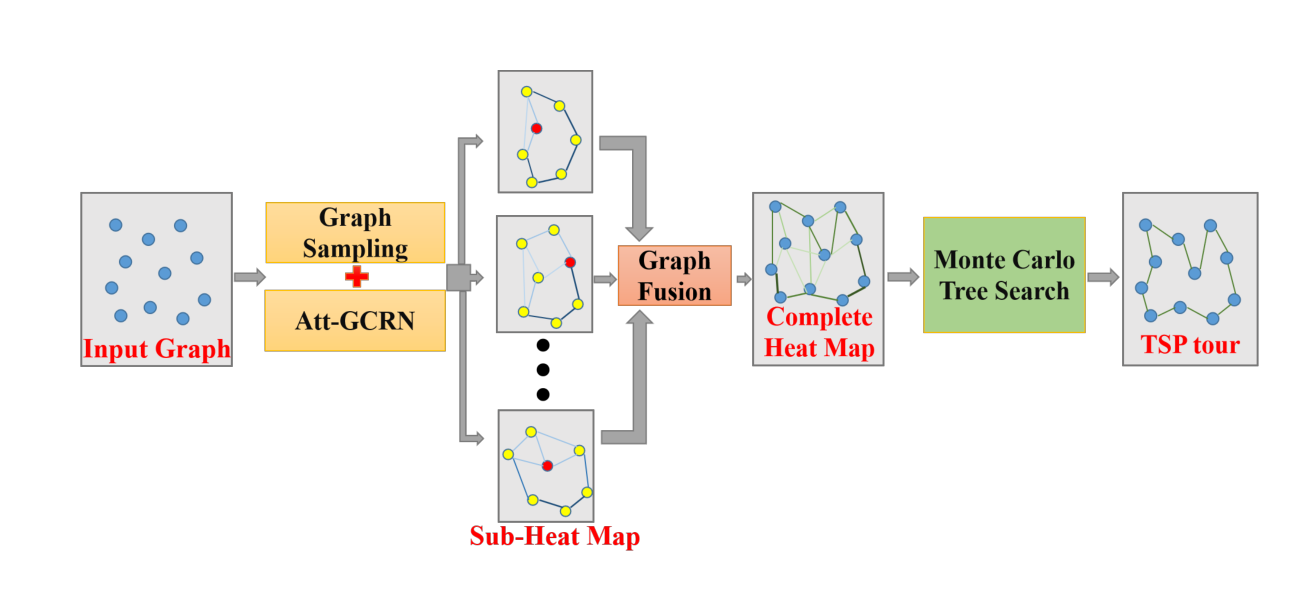 Input Graph
Graph
Sampling
Att-GCRN
Sub-Heat Map
Graph
Fusion
Complete
Heat Map
Monte Carlo
Tree Search
TSP tour